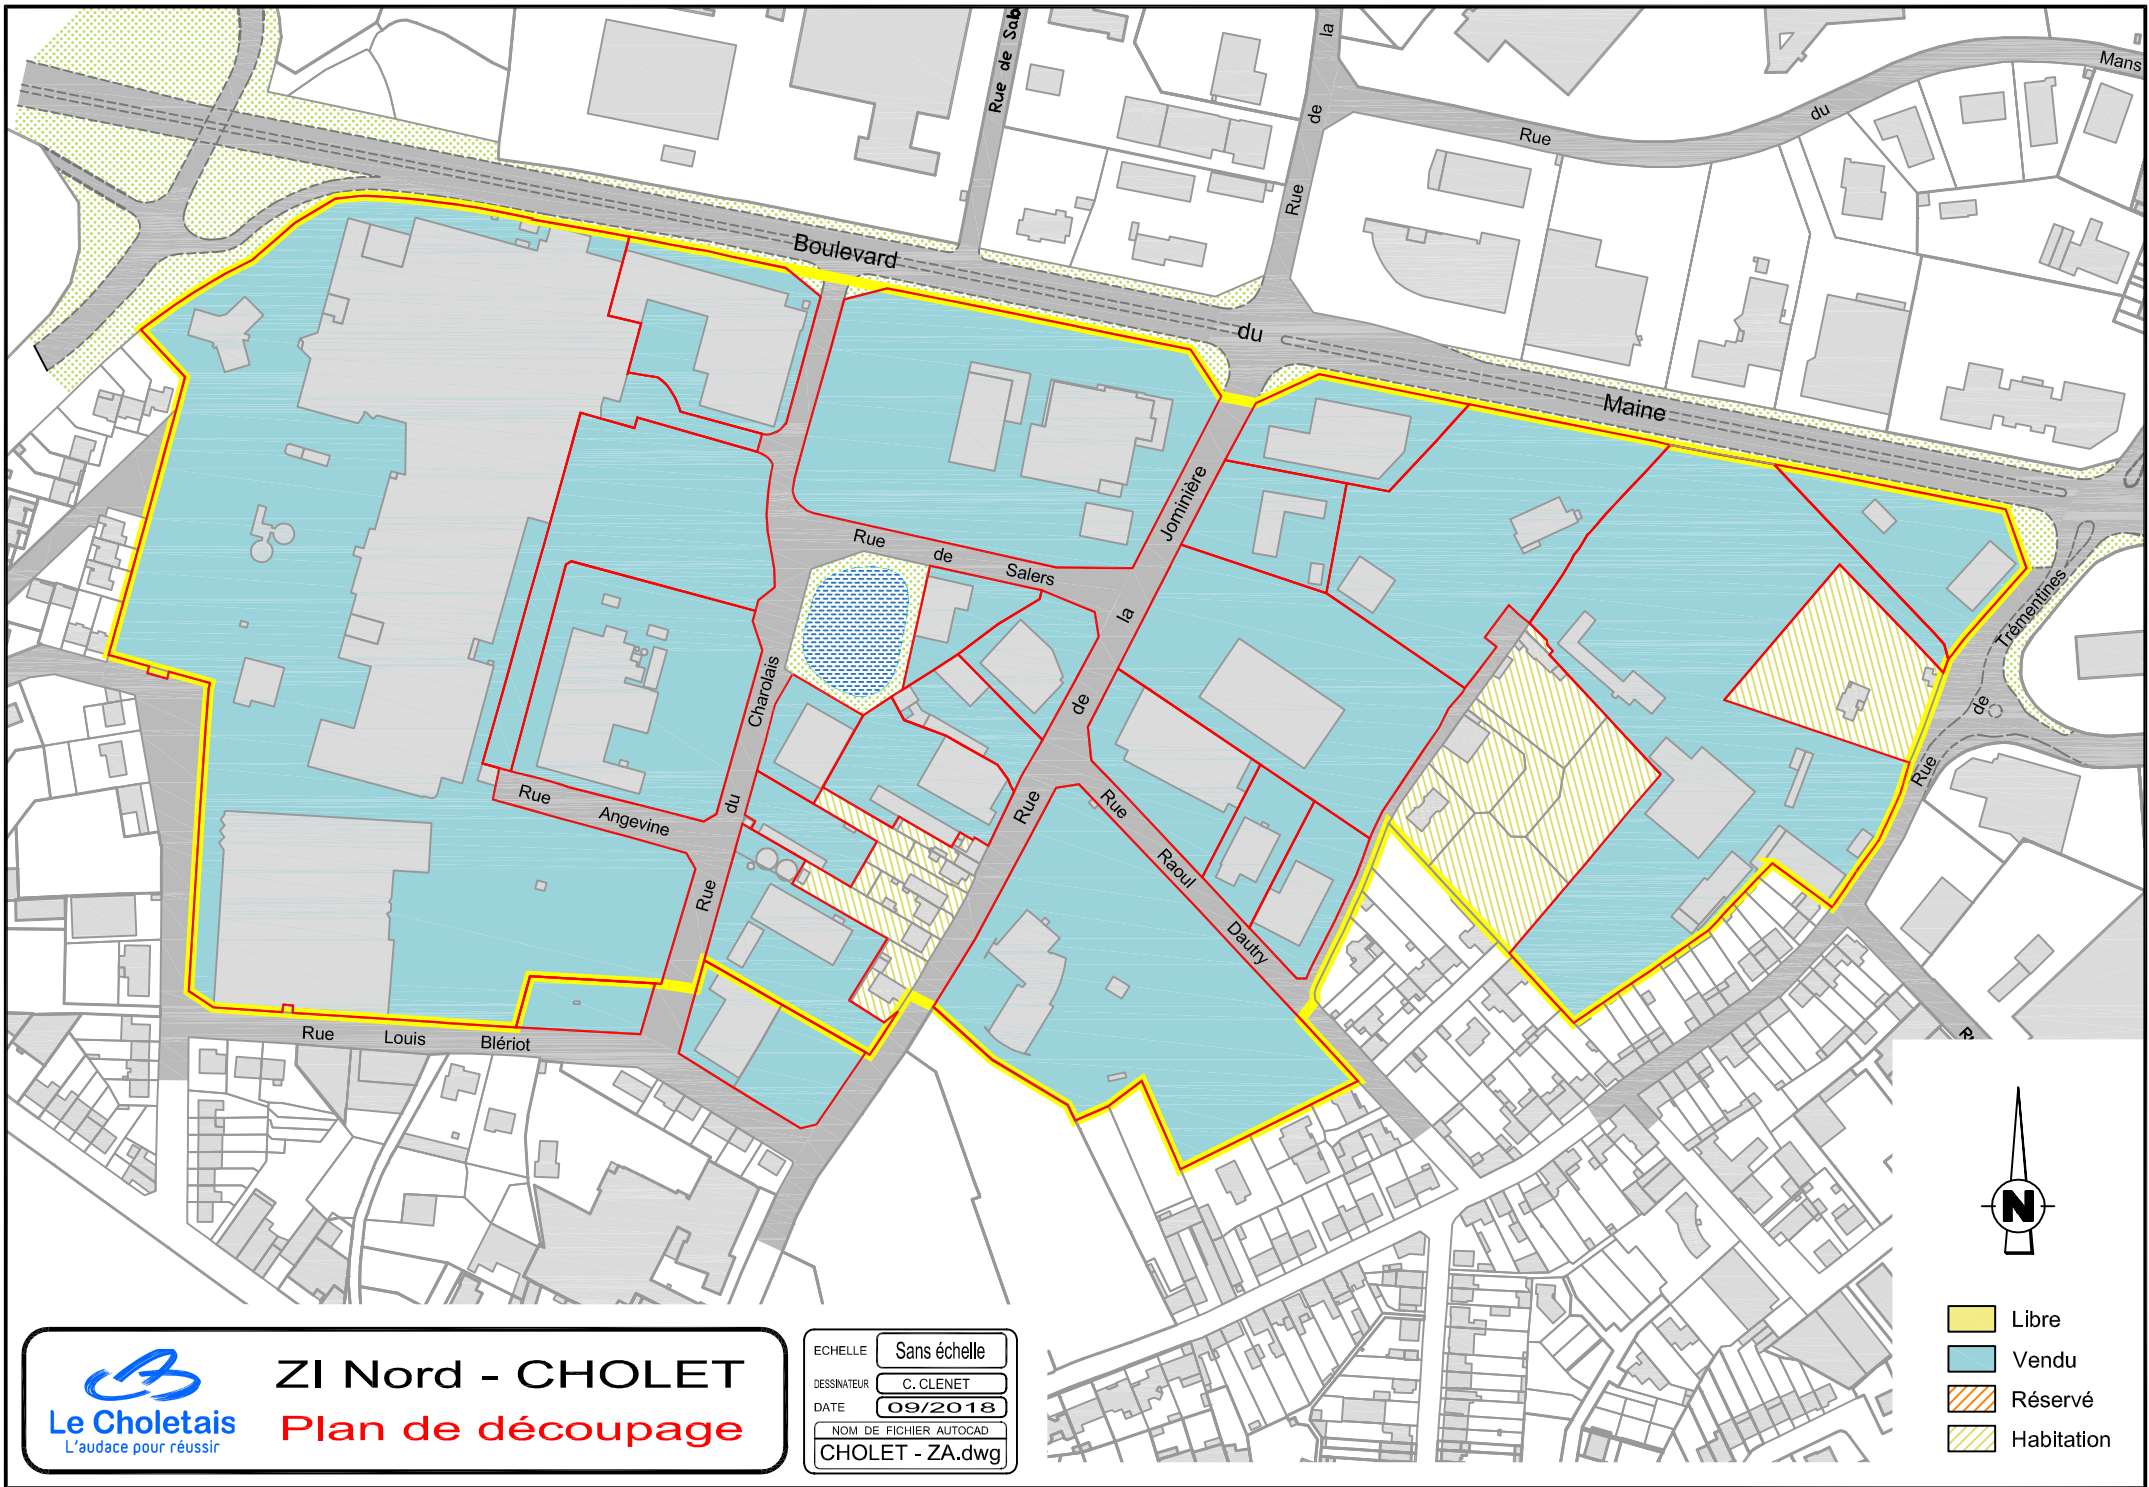 Rue de Sab
la
de
Rue
Rue
du
Mans
Boulevard
du
Maine
Rue
de
Salers
Jominière
la
de
Rue
Trémentines
de
Rue
Charolais
du
Rue
Rue
Angevine
Rue
Raoul
Dautry
Rue
Louis
Blériot
N
Libre
Vendu
Réservé
Habitation
Le Choletais
L'audace pour réussir
ZI Nord - CHOLET
Plan de découpage
ECHELLE
Sans échelle
DESSINATEUR
C. CLENET
DATE
09/2018
NOM DE FICHIER AUTOCAD
CHOLET - ZA.dwg